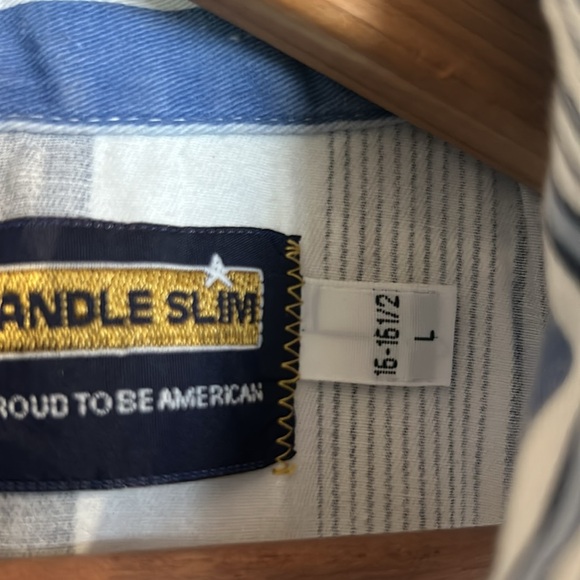 ANDLE SLIM
ROUD TO BE AMERICAN
16-16 1/2
L